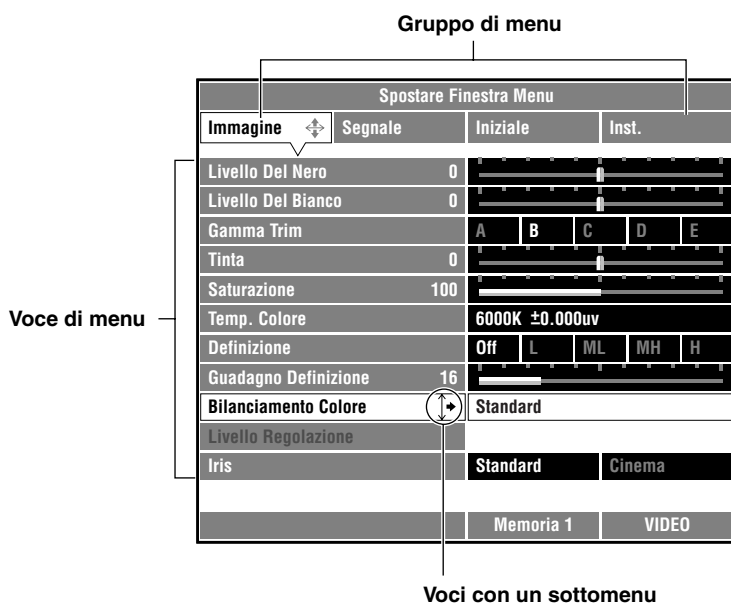 Gruppo di menu
Spostare Finestra Menu
Immagine Segnale Iniziale Inst.
Livello Del Nero 0
Livello Del Bianco 0
Gamma Trim A B C D E
Tinta 0
Saturazione 100
Voce di menu
Temp. Colore 6000K ±0.000uv
Definizione Off L ML MH H
Guadagno Definizione 16
Bilanciamento Colore Standard
Livello Regolazione
Iris Standard Cinema
Memoria 1 VIDEO
Voci con un sottomenu